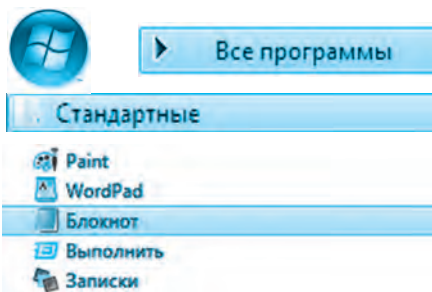 Все программы
Стандартные
Paint
WordPad
Блокнот
Выполнить
Записки